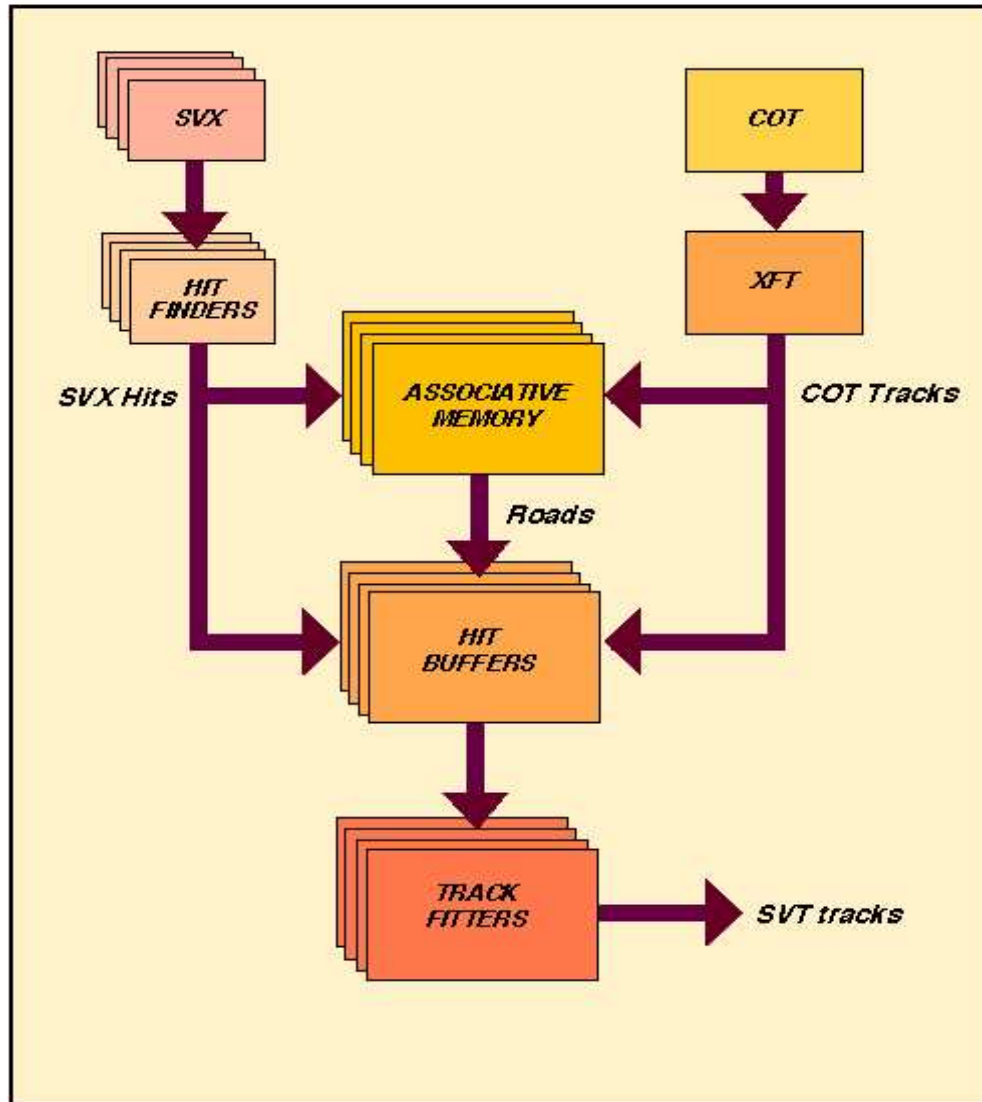 SVX
COT
HIT
FINDERS
XFT
SVX Hits
ASSOCIATIVE
MEMORY
COT Tracks
Roads
HIT
BUFFERS
TRACK
FITTERS
SVT tracks